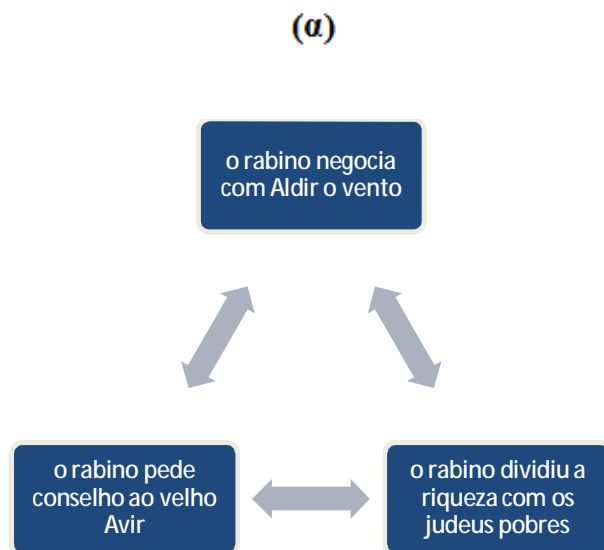 (α)
o rabino negocia
com Aldir o vento
o rabino pede
conselho ao velho
Avir
o rabino dividiu a
riqueza com os
judeus pobres